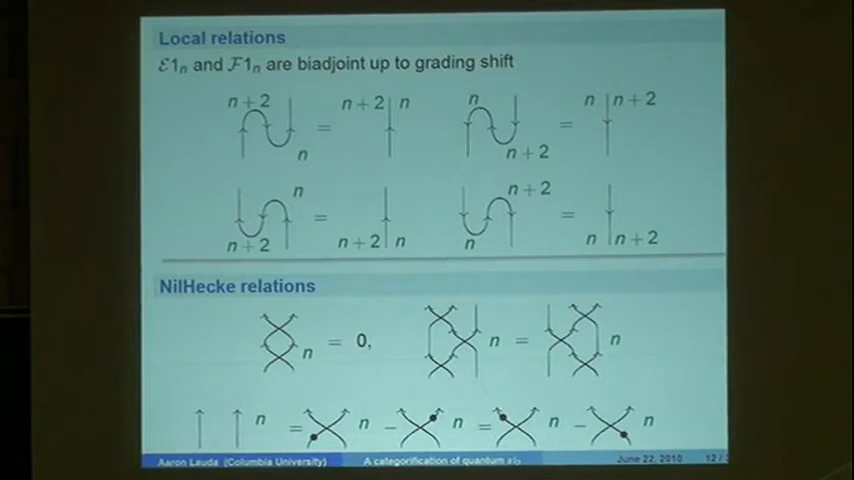 Local relations
ℰ1ₙ and ℱ1ₙ are biadjoint up to grading shift
n + 2 n = n + 2 n
n n + 2 = n n + 2
n + 2 n = n + 2 n
n n + 2 = n n + 2
NilHecke relations
n = 0, n = n
n = n − n = n − n
Aaron Lauda (Columbia University) A categorification of quantum sl₂ June 22, 2010 12 /